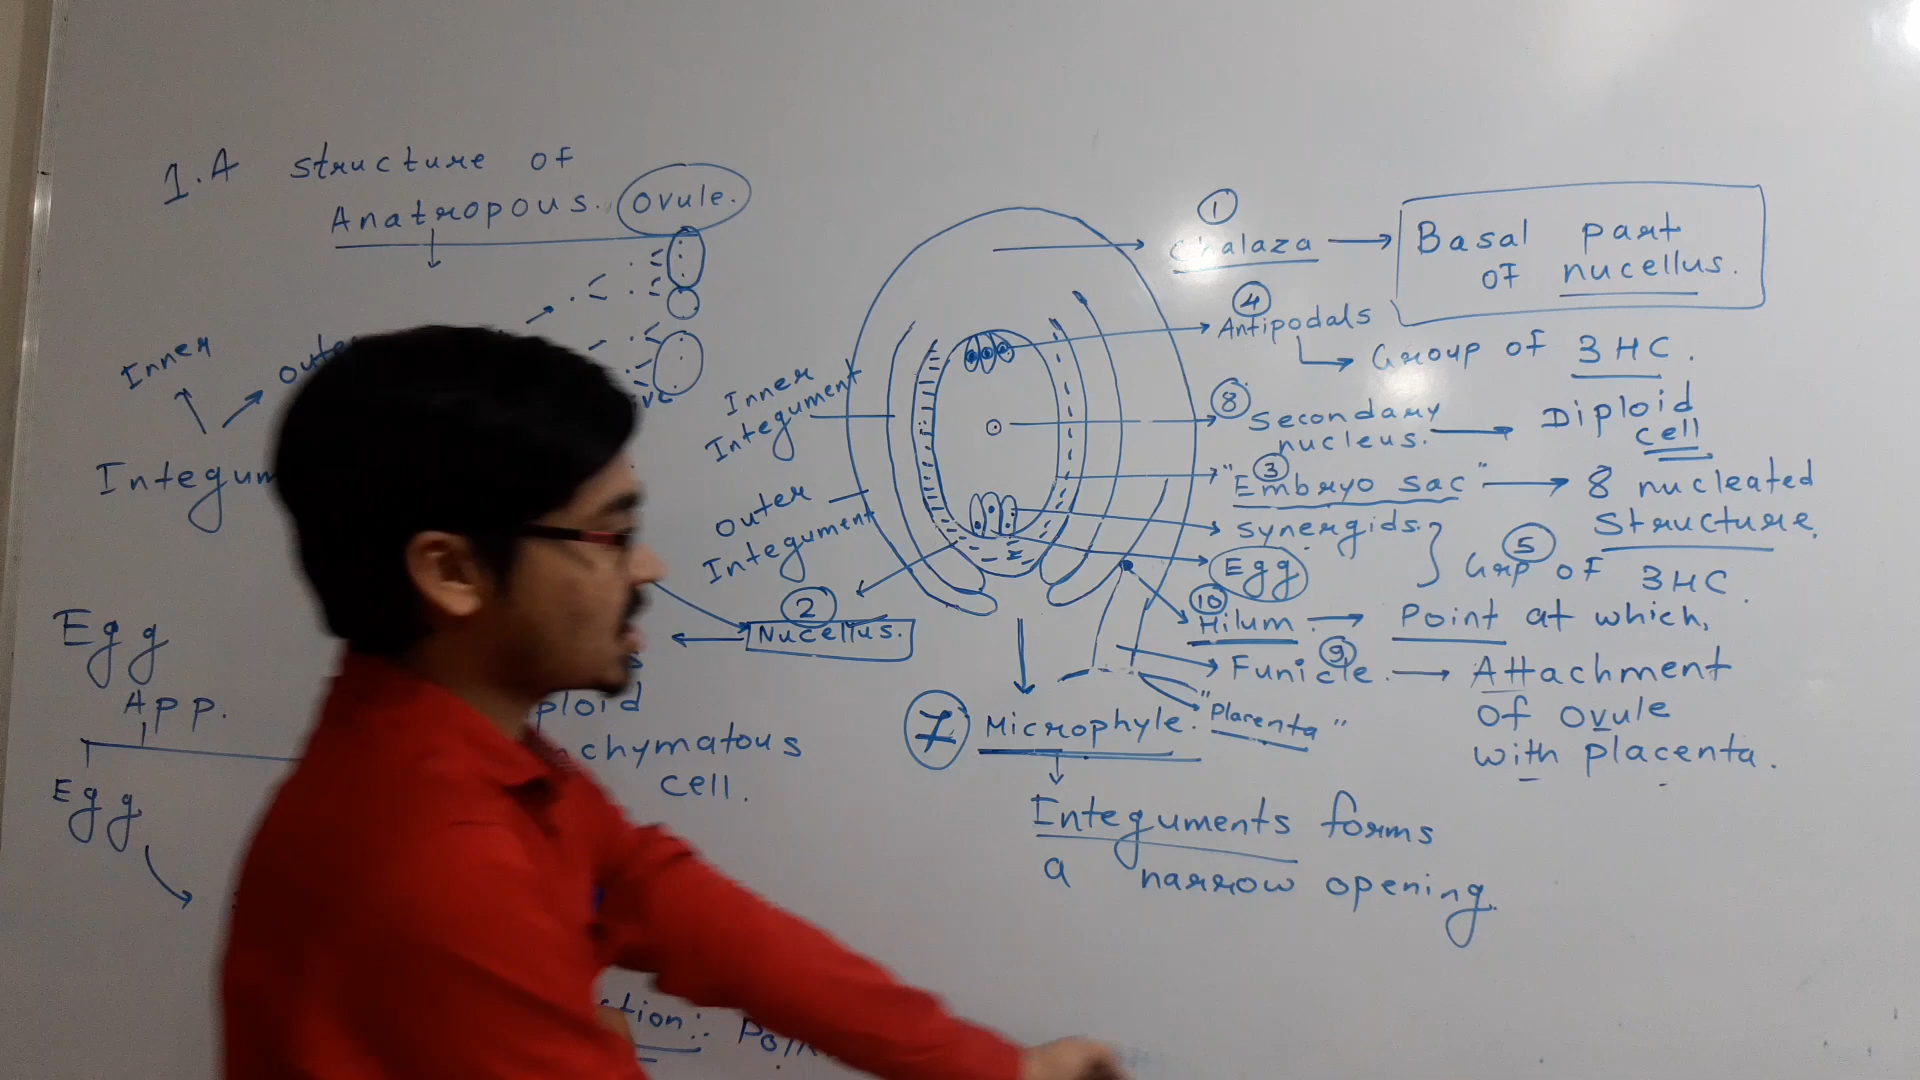 1.A structure of
Anatropous. Ovule.
Inner
Integum
Egg
App.
Egg
ploid
chymatous
cell.
Inner
Integument
Outer
Integument
2
Nucellus.
1
Chalaza → Basal part
of nucellus.
4
Antipodals
→ Group of 3HC.
8
Secondary
nucleus. → Diploid
cell
3
"Embryo sac" → 8 nucleated
structure.
synergids.
Egg
5
Grp of 3HC.
10
Hilum → Point at which,
9
Funicle. → Attachment
of ovule
with placenta.
"Placenta"
7 Microphyle.
Integuments forms
a narrow opening.